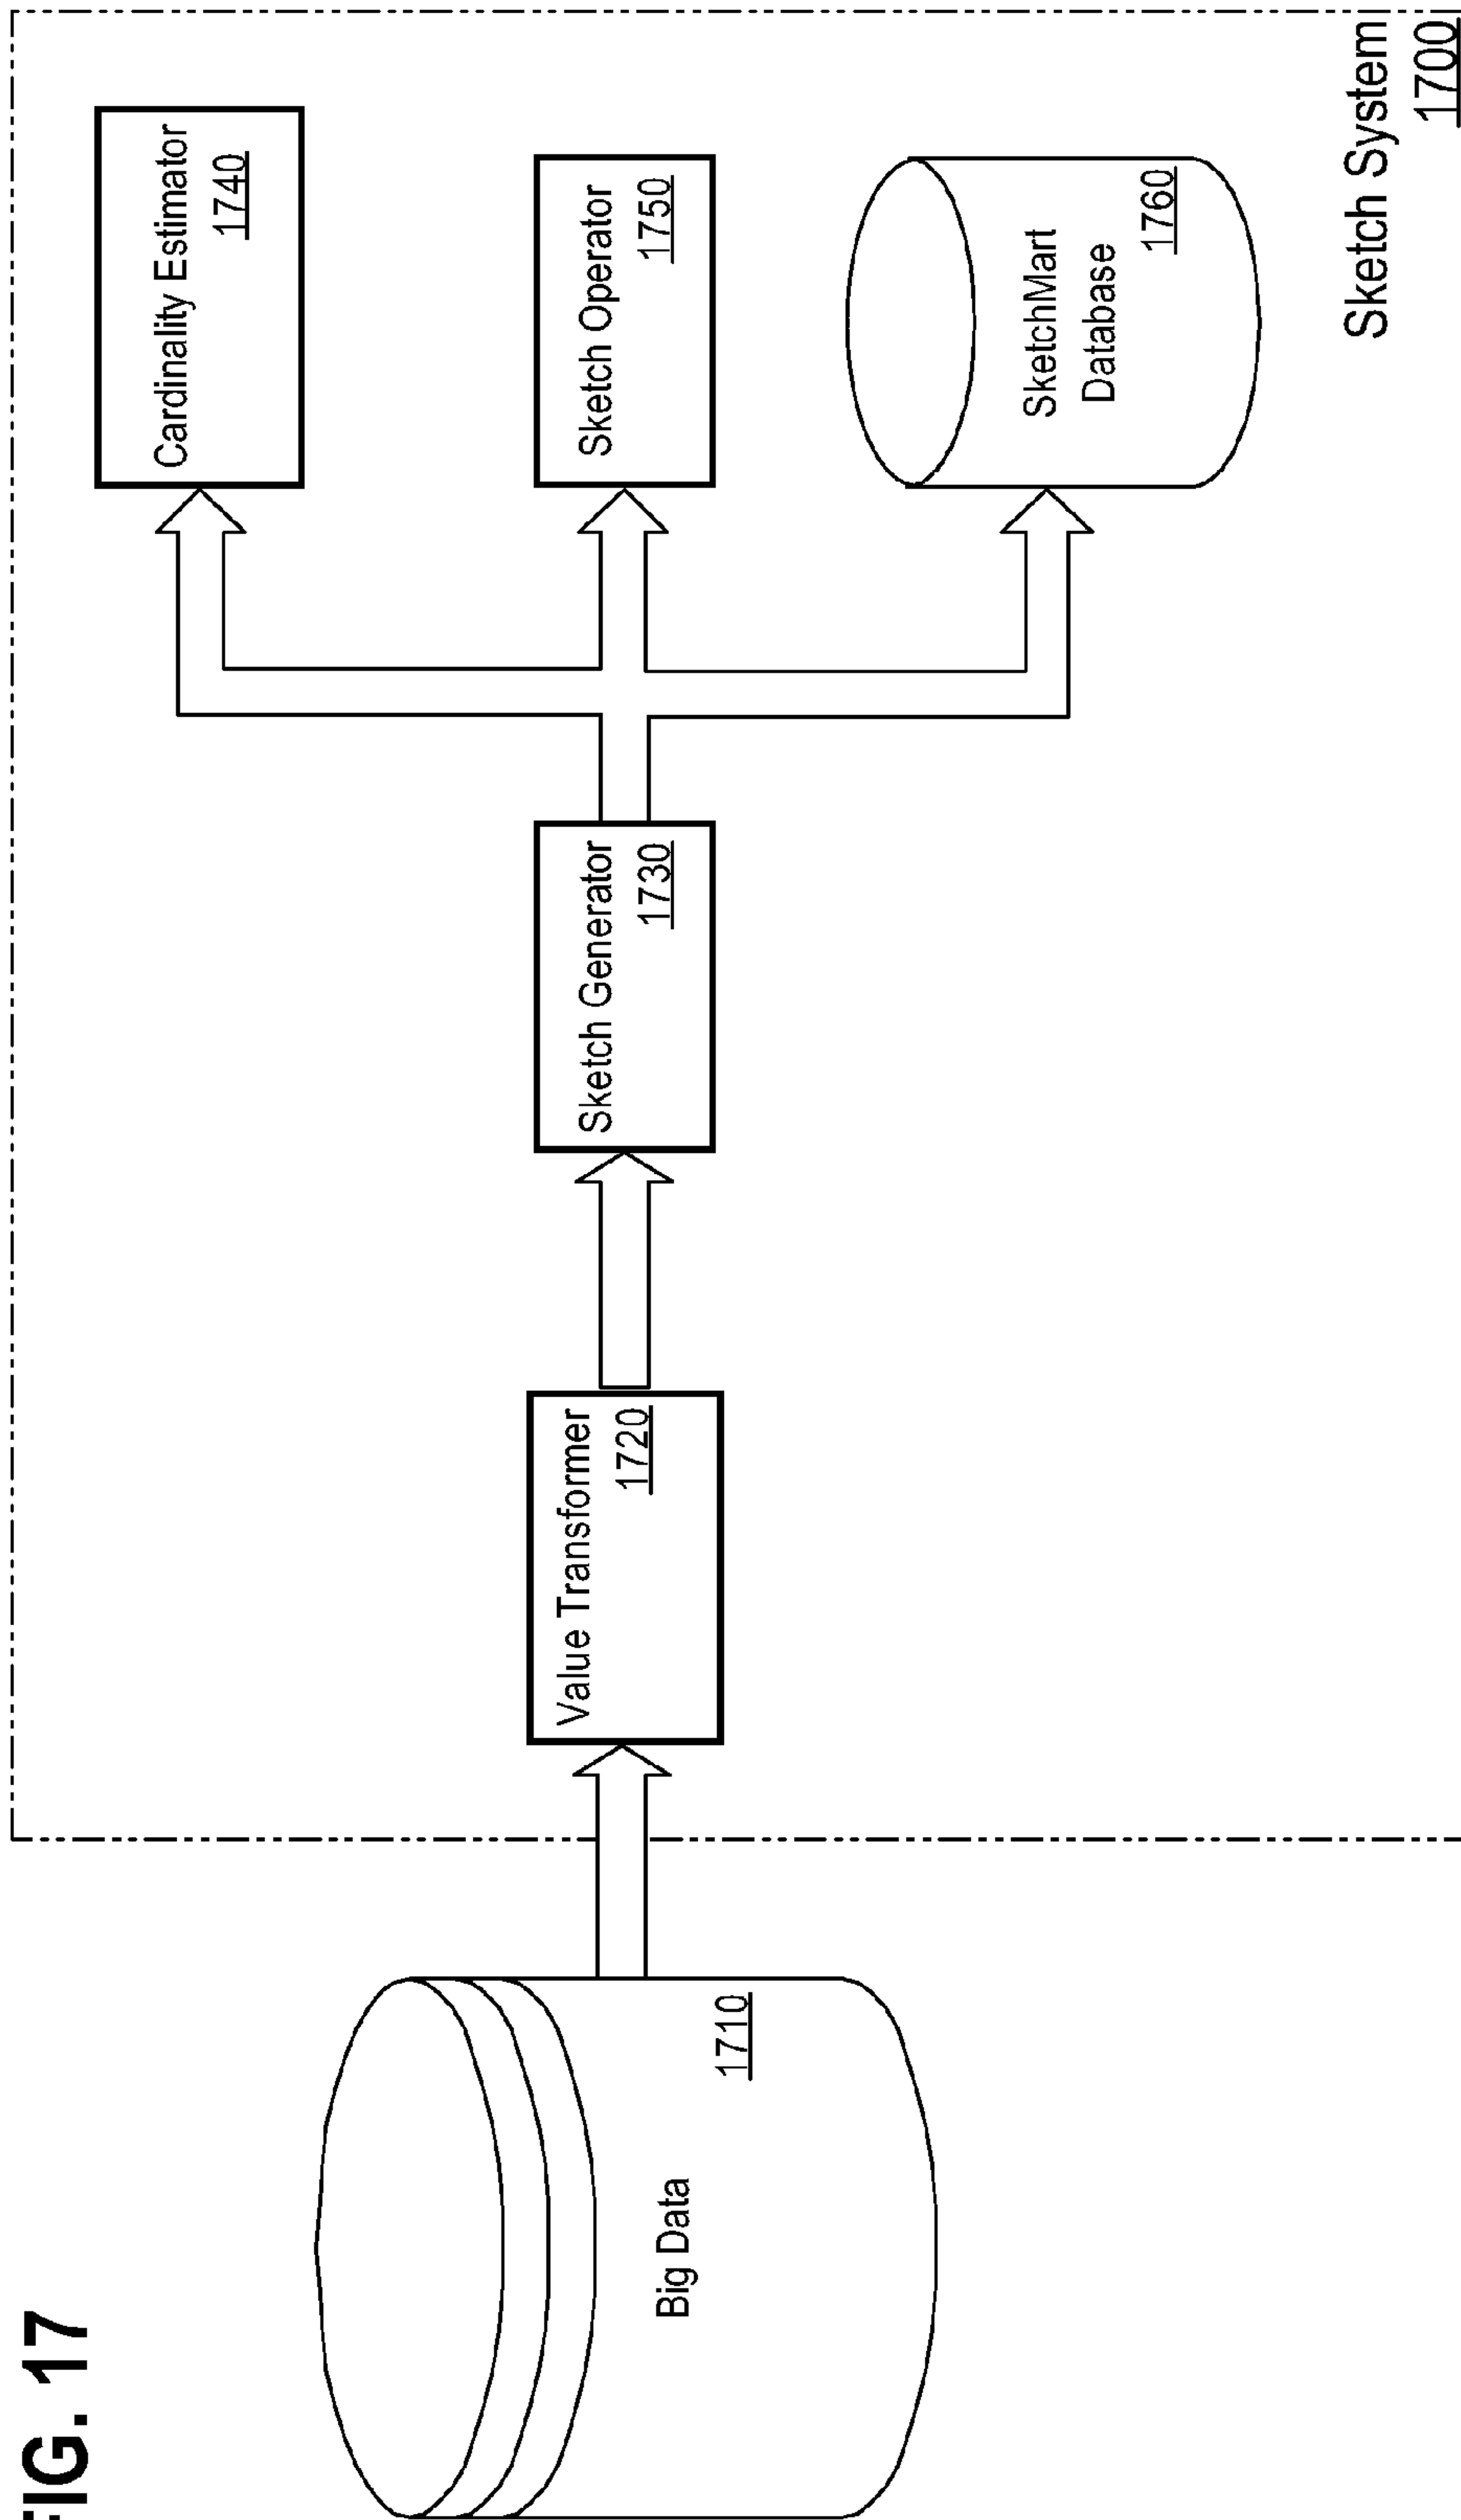 FIG. 17
Big Data
1710
Value Transformer
1720
Sketch Generator
1730
Cardinality Estimator
1740
Sketch Operator
1750
SketchMart
Database
1760
Sketch System
1700